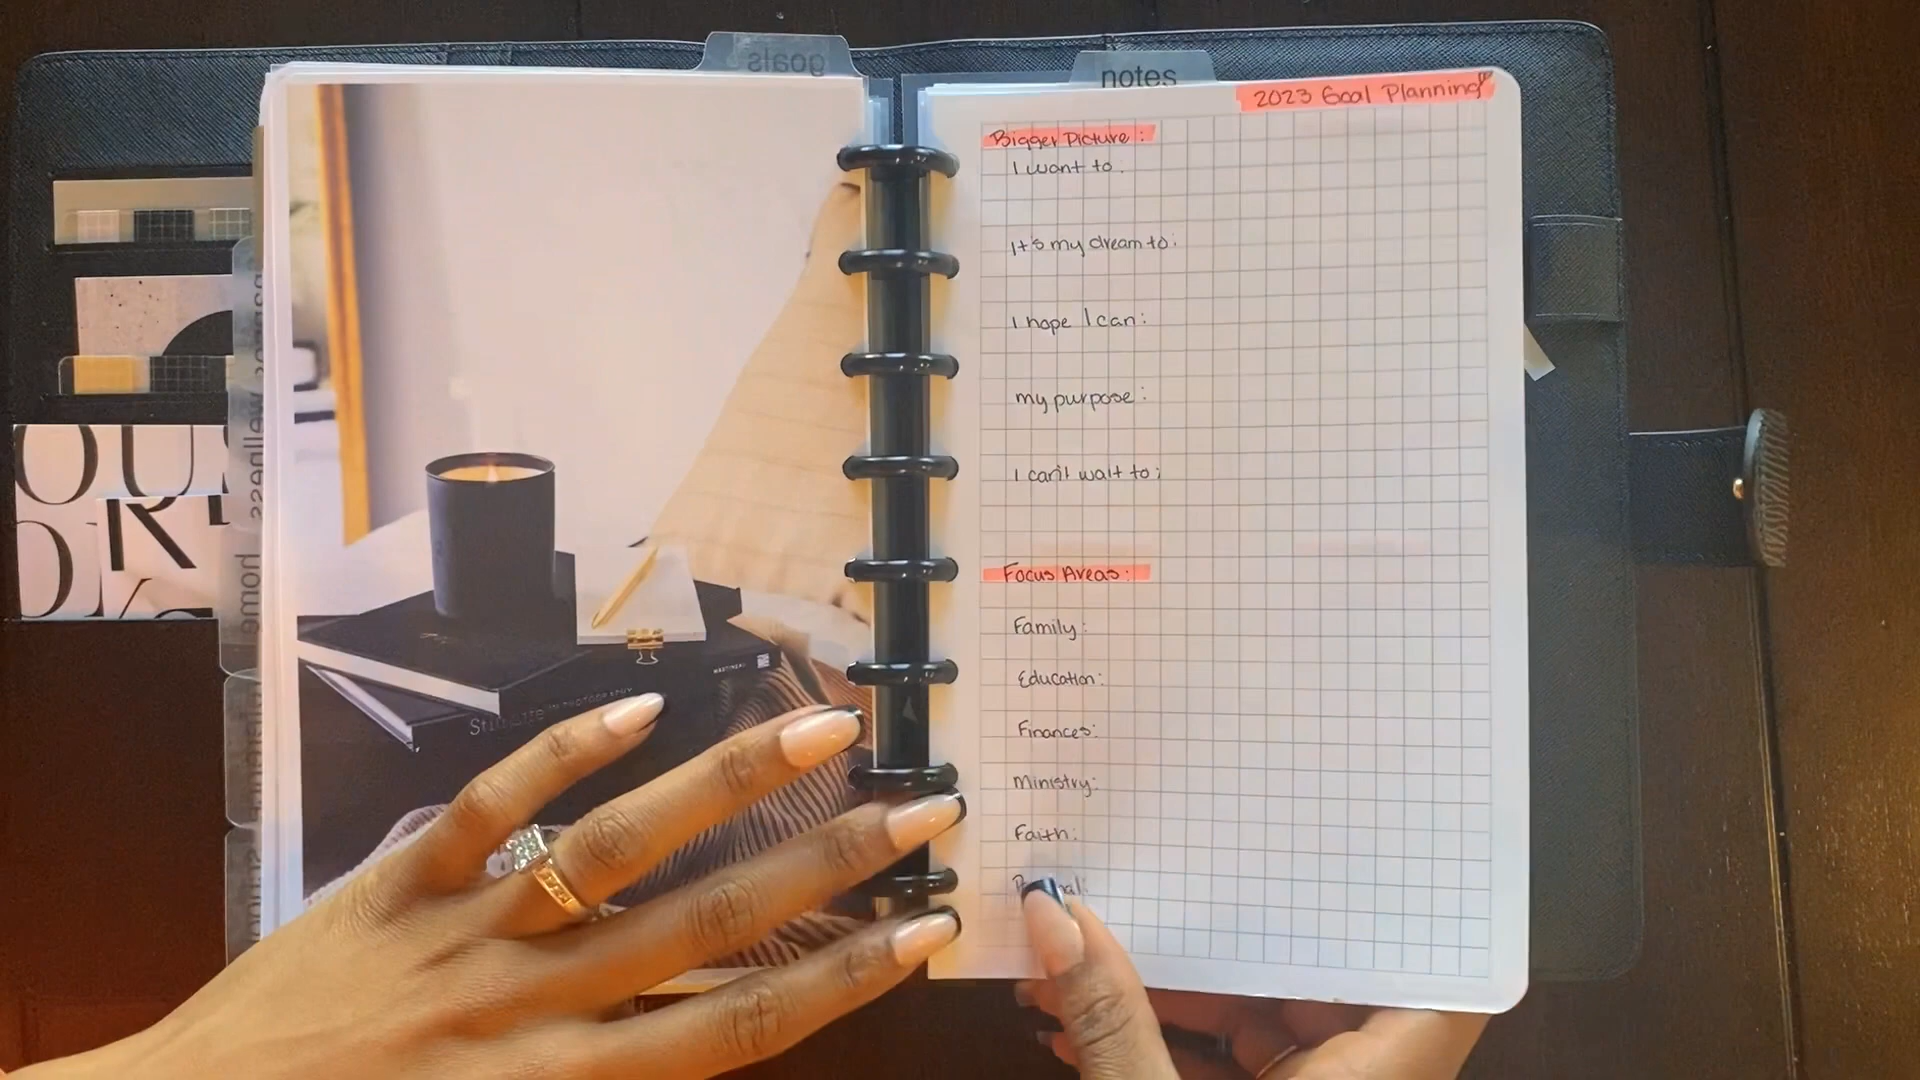 goals
notes
2023 Goal Planning
Bigger Picture:
I want to:
It's my dream to:
I hope I can:
my purpose:
I can't wait to:
Focus Areas:
Family:
Education:
Finances:
Ministry:
Faith:
wellness
home